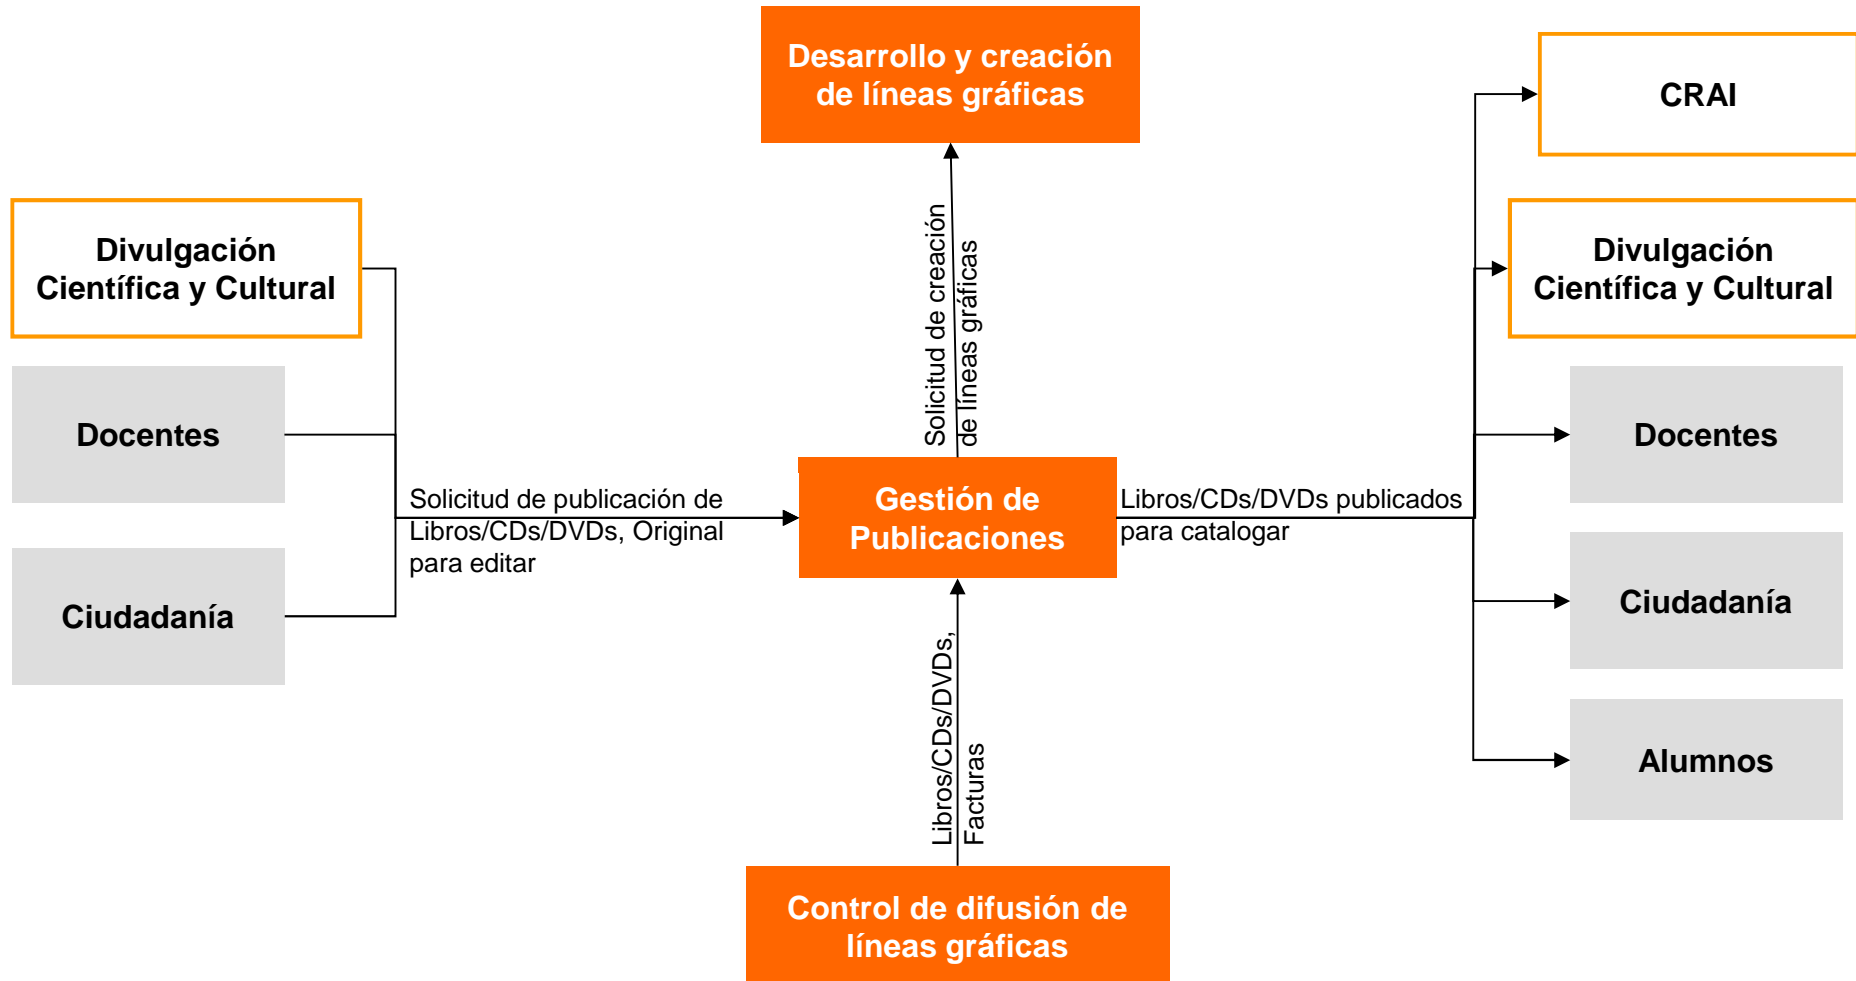 Desarrollo y creación
de líneas gráficas
CRAI
Divulgación
Científica y Cultural
Divulgación
Científica y Cultural
Solicitud de creación
de líneas gráficas
Docentes
Docentes
Solicitud de publicación de
Libros/CDs/DVDs, Original
para editar
Gestión de
Publicaciones
Libros/CDs/DVDs publicados
para catalogar
Ciudadanía
Ciudadanía
Libros/CDs/DVDs,
Facturas
Alumnos
Control de difusión de
líneas gráficas